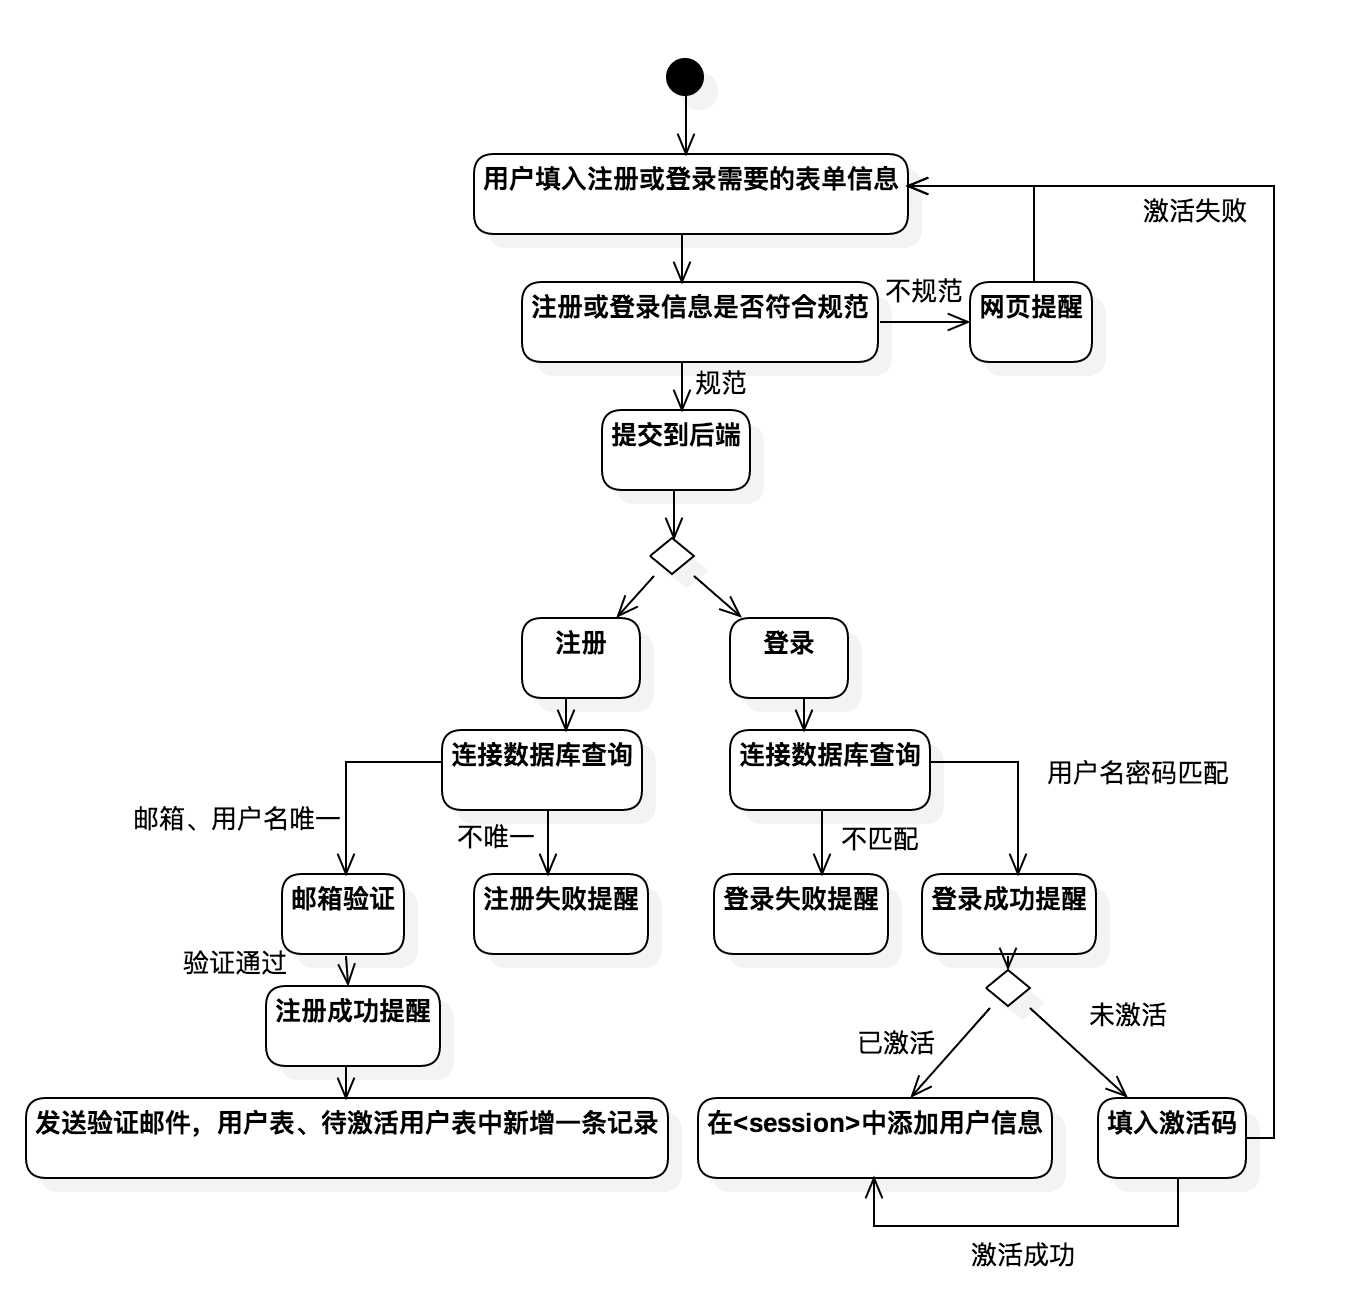 用户填入注册或登录需要的表单信息
激活失败
不规范
注册或登录信息是否符合规范
网页提醒
规范
提交到后端
注册
登录
连接数据库查询
连接数据库查询
用户名密码匹配
邮箱、用户名唯一
不唯一
不匹配
邮箱验证
注册失败提醒
登录失败提醒
登录成功提醒
验证通过
注册成功提醒
未激活
已激活
发送验证邮件，用户表、待激活用户表中新增一条记录
在<session>中添加用户信息
填入激活码
激活成功